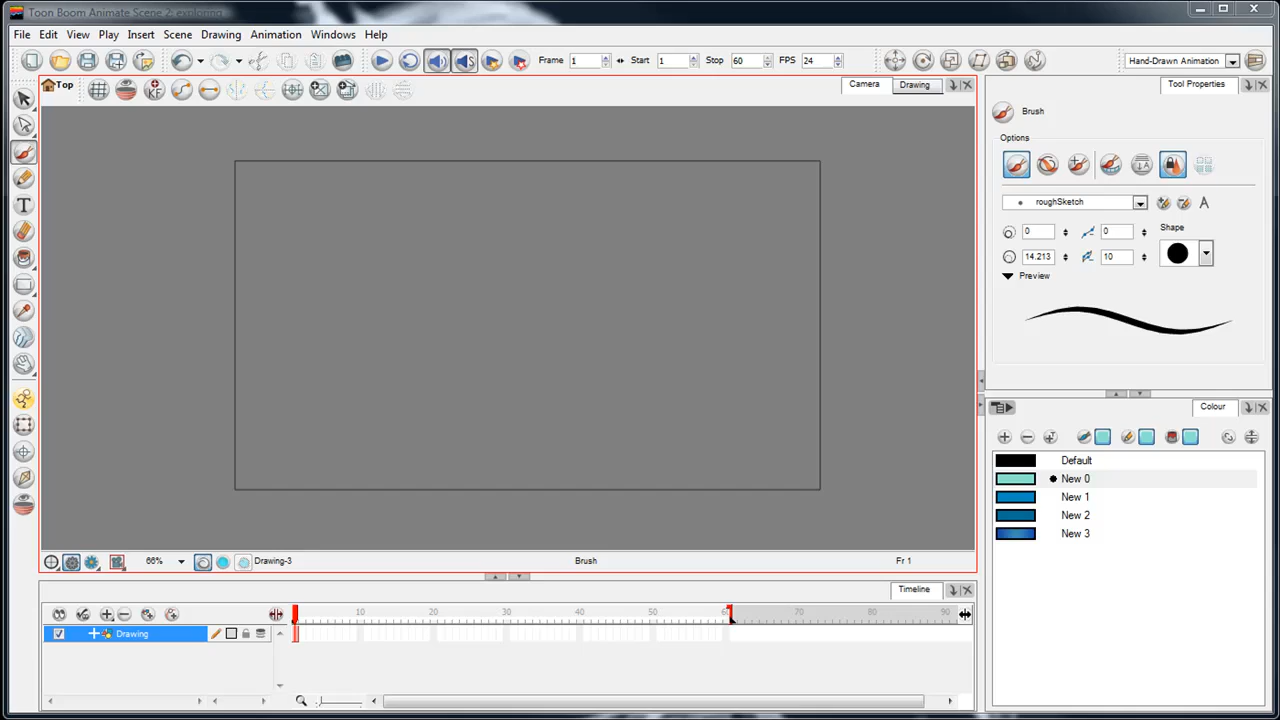 Toon Boom Animate Scene 2: exploring
File Edit View Play Insert Scene Drawing Animation Windows Help
Frame 1 Start 1 Stop 60 FPS 24 Hand-Drawn Animation
Top Camera Drawing Tool Properties
KF
Brush
Options
T
A
roughSketch A
0 0 Shape
14.213 10
Preview
Colour
Default
New 0
New 1
New 2
New 3
66% Drawing-3 Brush Fr 1
Timeline
10 20 30 40 50 60 70 80 90
Drawing